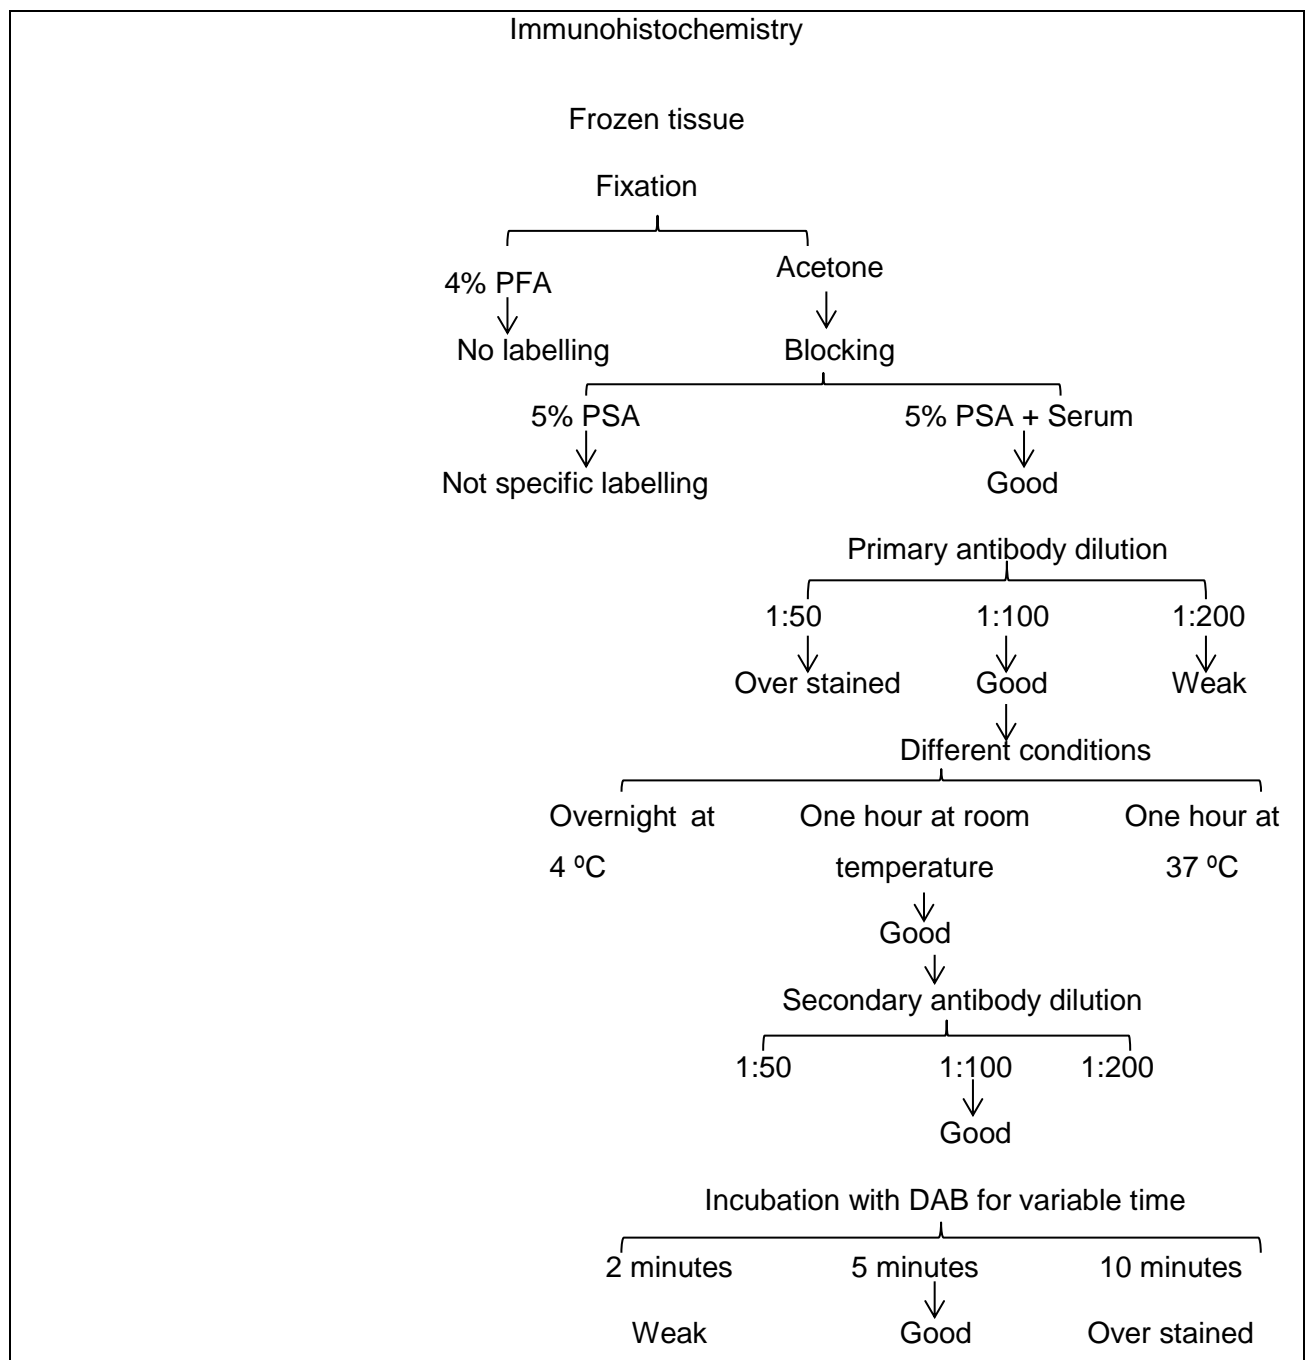 Immunohistochemistry
Frozen tissue
Fixation
4% PFA
Acetone
No labelling
Blocking
5% PSA
5% PSA + Serum
Not specific labelling
Good
Primary antibody dilution
1:50
1:100
1:200
Over stained
Good
Weak
Different conditions
Overnight at
4 ºC
One hour at room
temperature
One hour at
37 ºC
Good
Secondary antibody dilution
1:50
1:100
1:200
Good
Incubation with DAB for variable time
2 minutes
5 minutes
10 minutes
Weak
Good
Over stained